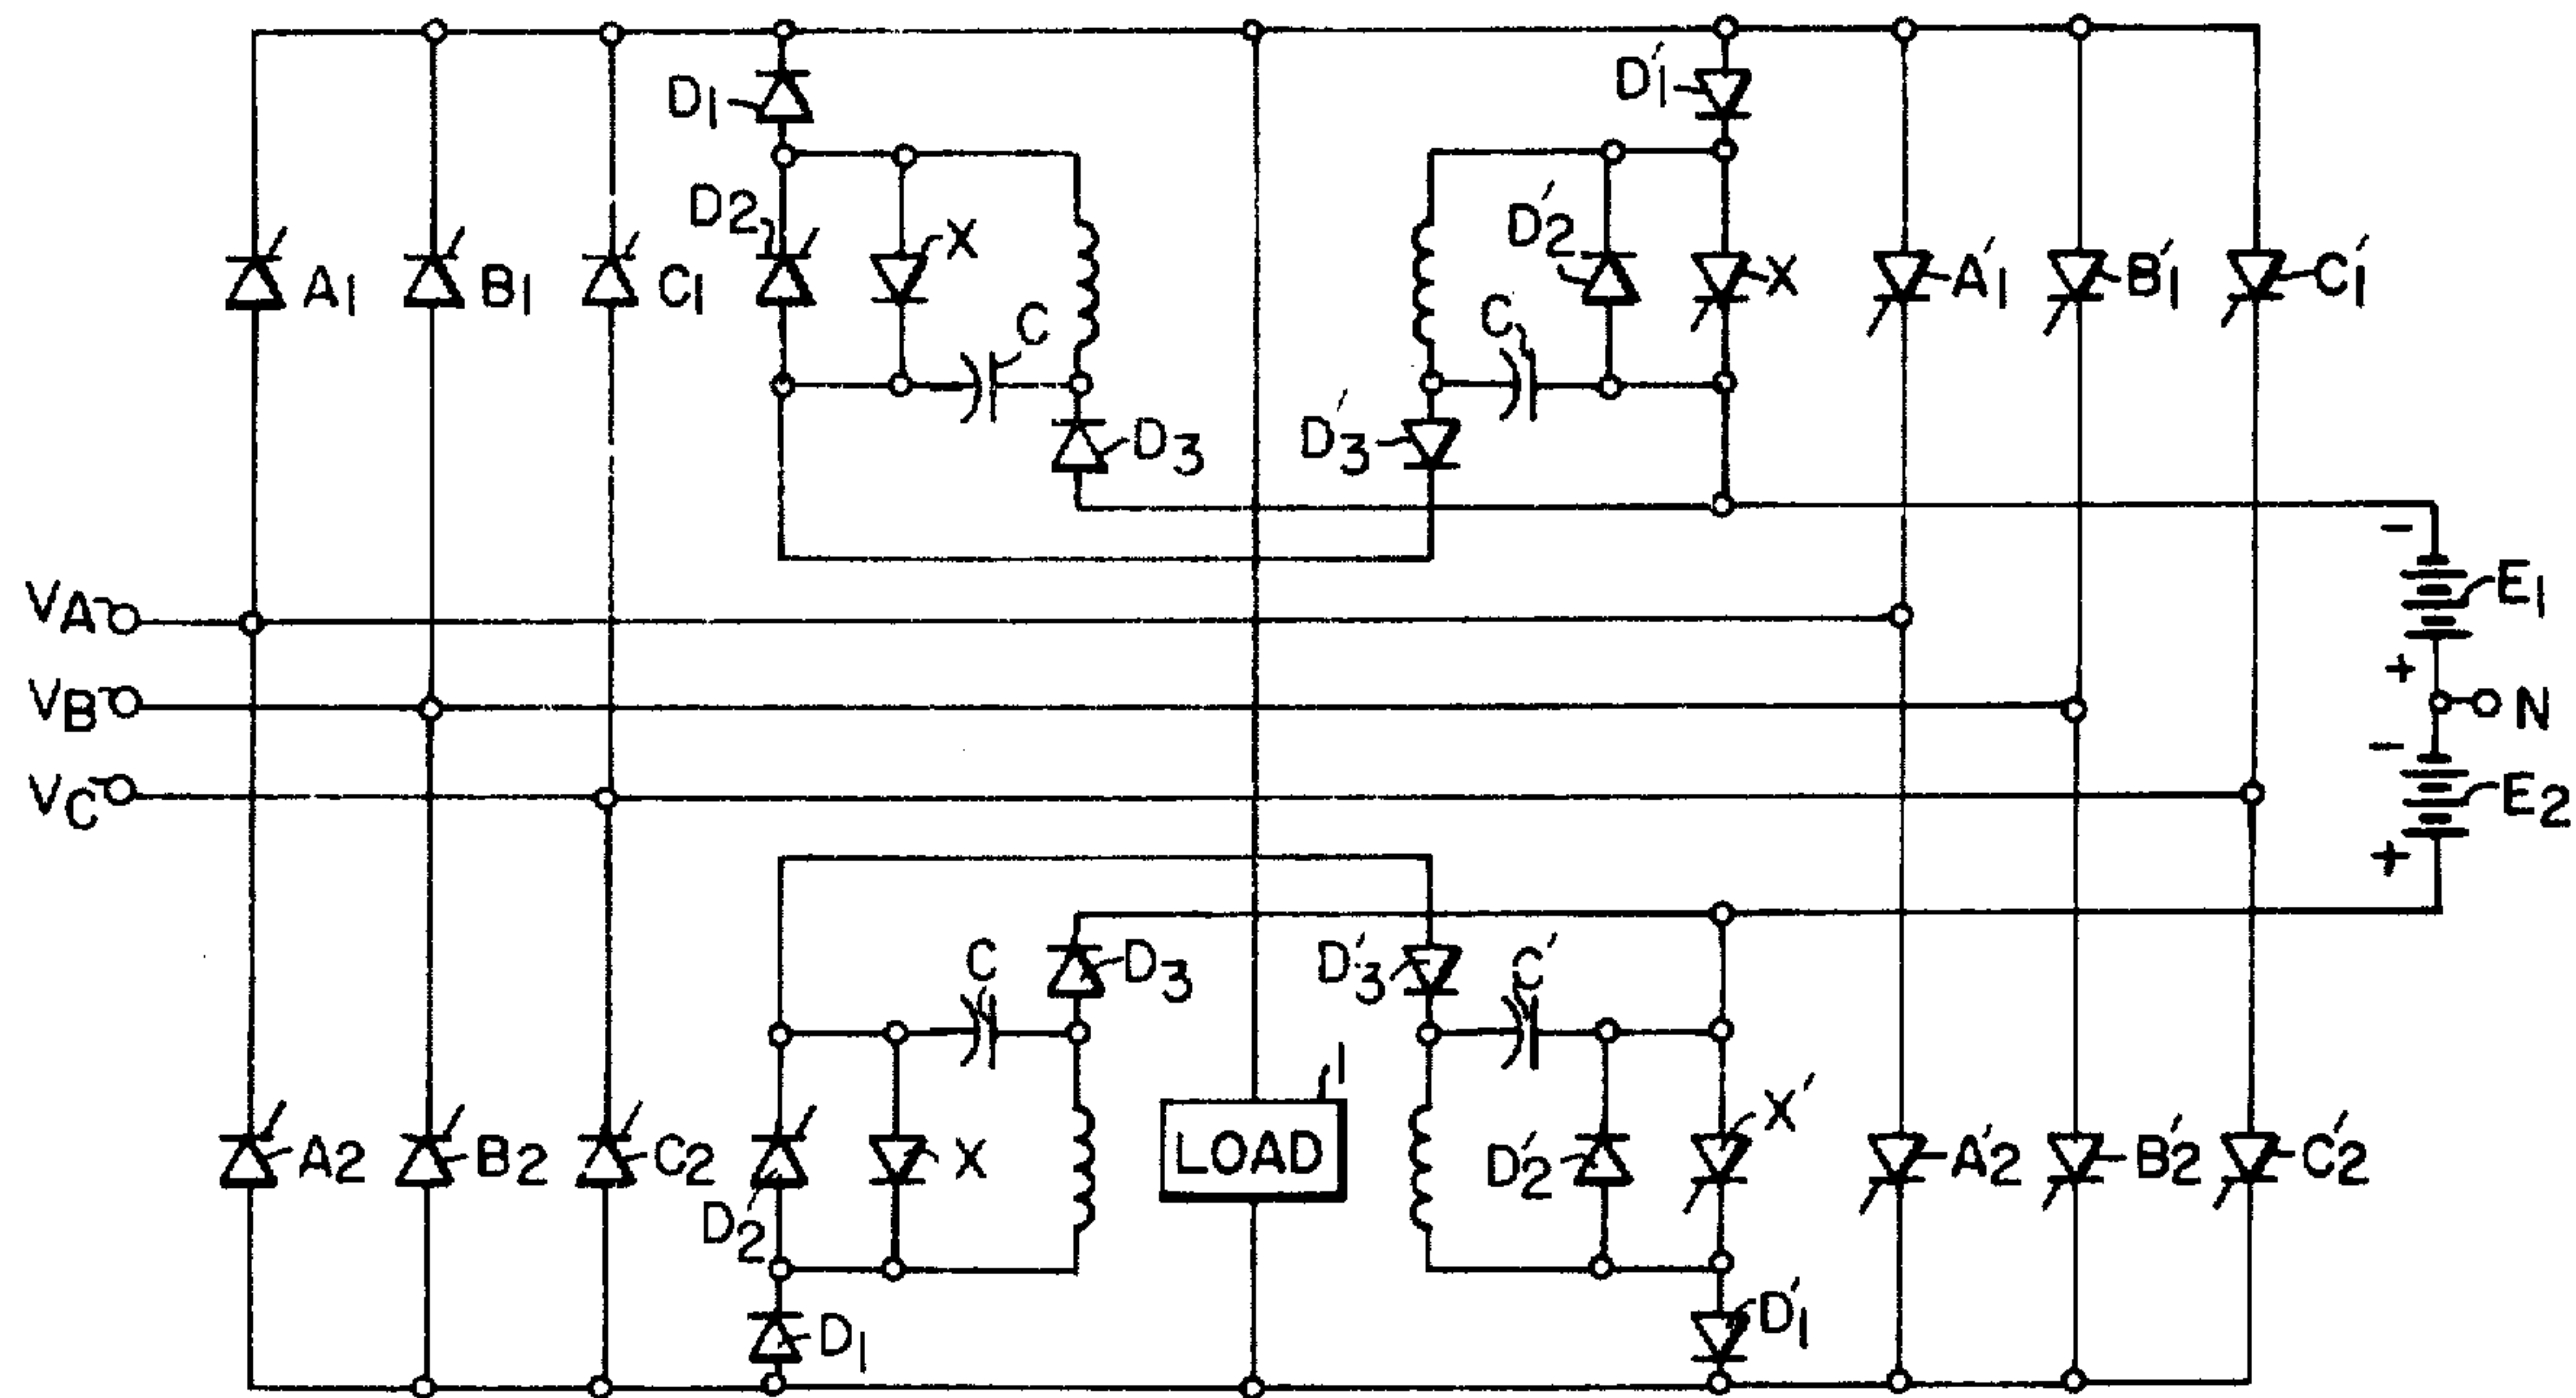 D1
D'1
D2
X
D'2
X
A1
B1
C1
C
C
A'1
B'1
C'1
D3
D'3
−
E1
+
VA
VB
N
VC
−
E2
+
C
D3
D'3
C'
1
X'
A2
B2
C2
D2
X
LOAD
D'2
A'2
B'2
C'2
D1
D'1